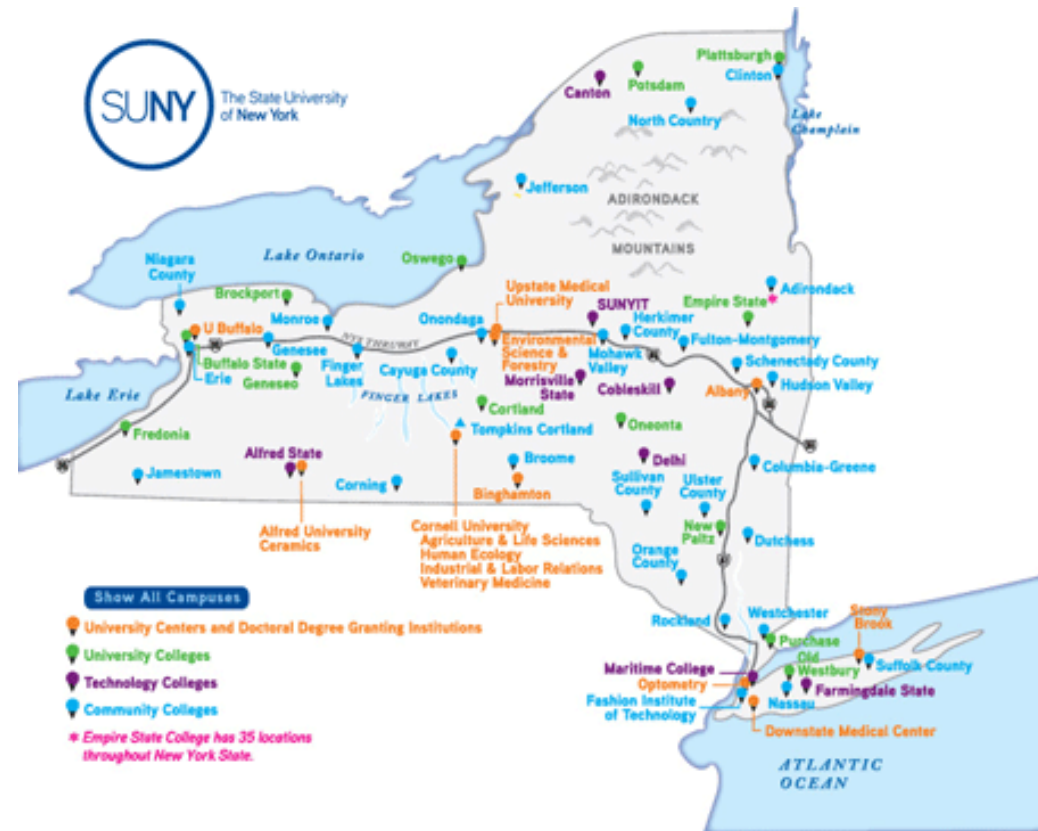 SUNY
The State University
of New York
Plattsburgh
Clinton
Canton
Potsdam
North Country
Lake
Champlain
Jefferson
ADIRONDACK
MOUNTAINS
Lake Ontario
Oswego
Niagara
County
Brockport
Monroe
U Buffalo
Buffalo State
Erie
Genesee
Geneseo
NYS THRUWAY
Finger
Lakes
Cayuga County
FINGER LAKES
Onondaga
Upstate Medical
University
Environmental
Science &
Forestry
SUNYIT
Herkimer
County
Mohawk
Valley
Morrisville
State
Cobleskill
Empire State
*
Adirondack
Fulton-Montgomery
Schenectady County
Hudson Valley
Albany
90
90
87
90
90
87
Lake Erie
Fredonia
Jamestown
Alfred State
Alfred University
Ceramics
Corning
Cortland
Tompkins Cortland
Broome
Binghamton
Cornell University
Agriculture & Life Sciences
Human Ecology
Industrial & Labor Relations
Veterinary Medicine
Oneonta
Delhi
Sullivan
County
Ulster
County
Columbia-Greene
New
Paltz
Dutchess
Orange
County
Rockland
Westchester
Purchase
Stony
Brook
Old
Westbury
Suffolk County
Maritime College
Optometry
Fashion Institute
of Technology
Nassau
Farmingdale State
Downstate Medical Center
ATLANTIC
OCEAN
Show All Campuses
University Centers and Doctoral Degree Granting Institutions
University Colleges
Technology Colleges
Community Colleges
* Empire State College has 35 locations
throughout New York State.